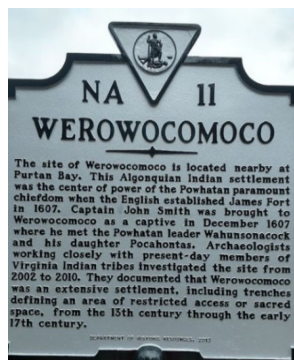 NA 11
WEROWOCOMOCO
The site of Werowocomoco is located nearby at
Purtan Bay. This Algonquian Indian settlement
was the center of power of the Powhatan paramount
chiefdom when the English established James Fort
in 1607. Captain John Smith was brought to
Werowocomoco as a captive in December 1607
where he met the Powhatan leader Wahunsonacock
and his daughter Pocahontas. Archaeologists
working closely with present-day members of
Virginia Indian tribes investigated the site from
2002 to 2010. They documented that Werowocomoco
was an extensive settlement, including trenches
defining an area of restricted access or sacred
space, from the 13th century through the early
17th century.
DEPARTMENT OF HISTORIC RESOURCES, 2013